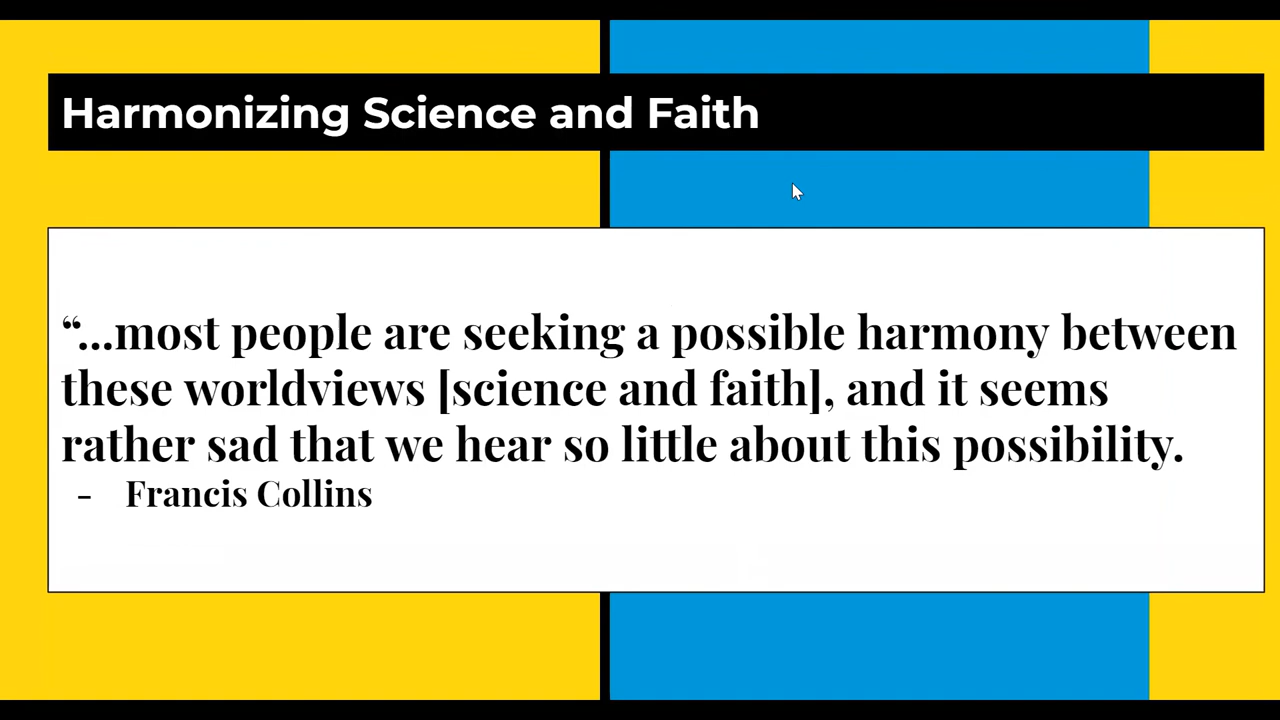 Harmonizing Science and Faith
“...most people are seeking a possible harmony between
these worldviews [science and faith], and it seems
rather sad that we hear so little about this possibility.
- Francis Collins